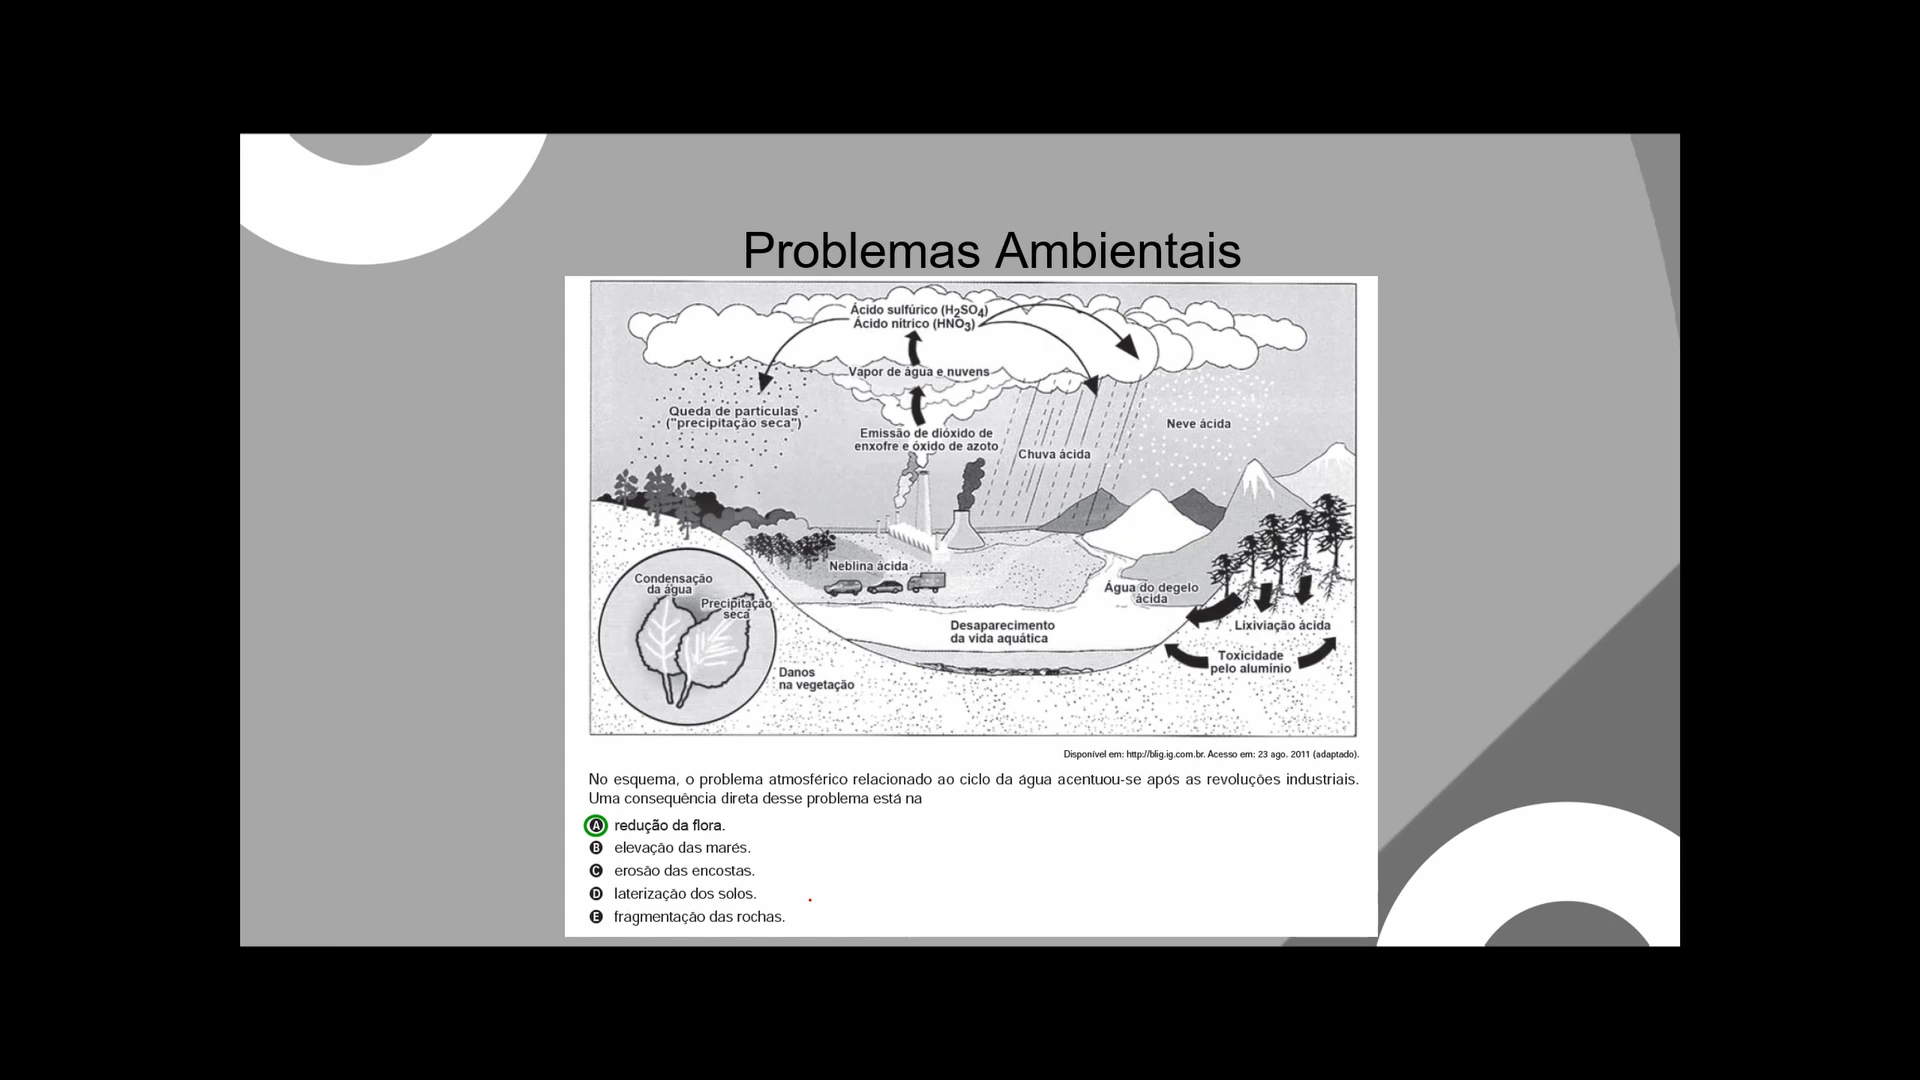 Problemas Ambientais
Ácido sulfúrico (H2SO4)
Ácido nítrico (HNO3)
Vapor de água e nuvens
Queda de partículas
("precipitação seca")
Emissão de dióxido de
enxofre e óxido de azoto
Chuva ácida
Neve ácida
Neblina ácida
Condensação
da água
Precipitação
seca
Água do degelo
ácida
Desaparecimento
da vida aquática
Lixiviação ácida
Toxicidade
pelo alumínio
Danos
na vegetação
Disponível em: http://blig.ig.com.br. Acesso em: 23 ago. 2011 (adaptado).
No esquema, o problema atmosférico relacionado ao ciclo da água acentuou-se após as revoluções industriais.
Uma consequência direta desse problema está na
A redução da flora.
B elevação das marés.
C erosão das encostas.
D laterização dos solos.
E fragmentação das rochas.